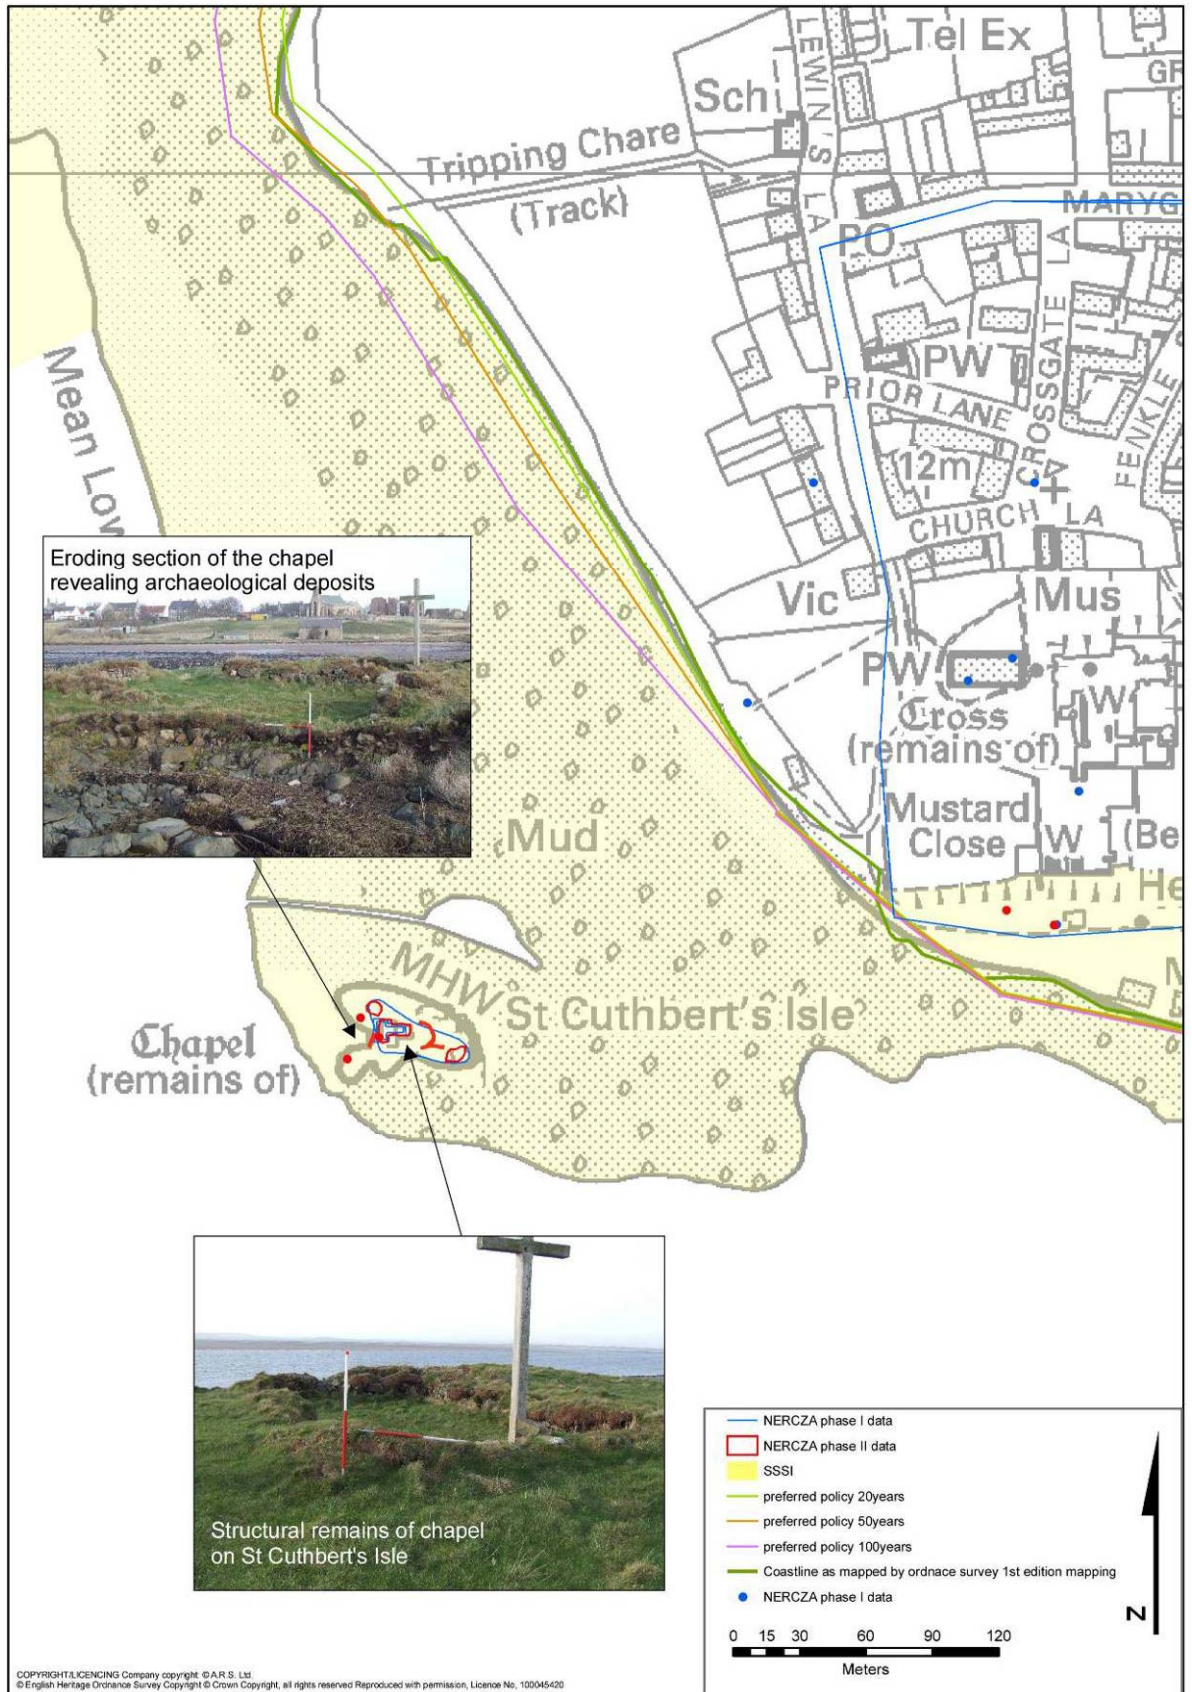 Tel Ex
Sch
LEWIN'S LA
Tripping Chare
(Track)
PO
MARYG
CROSSGATE LA
PW
PRIOR LANE
FENKLE
12m
CHURCH LA
Mean Low
Vic
Mus
PW
Cross
(remains of)
W
Mustard
Close
W
(Be
He
Mud
MHW
St Cuthbert's Isle
Chapel
(remains of)
Eroding section of the chapel
revealing archaeological deposits
Structural remains of chapel
on St Cuthbert's Isle
NERCZA phase I data
NERCZA phase II data
SSSI
preferred policy 20years
preferred policy 50years
preferred policy 100years
Coastline as mapped by ordnace survey 1st edition mapping
NERCZA phase I data
0 15 30 60 90 120
Meters
N
COPYRIGHT/LICENCING Company copyright © A.R.S. Ltd.
© English Heritage Ordnance Survey Copyright © Crown Copyright, all rights reserved Reproduced with permission, Licence No, 100045420